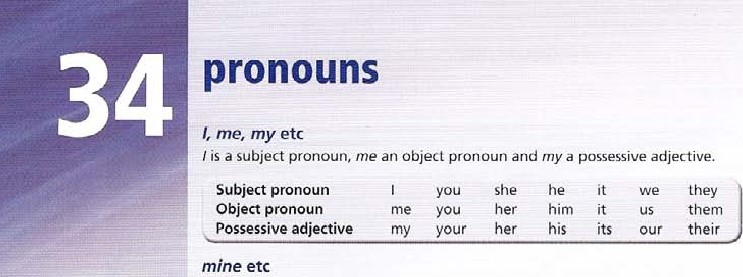 34
pronouns
I, me, my etc
I is a subject pronoun, me an object pronoun and my a possessive adjective.
Subject pronoun I you she he it we they
Object pronoun me you her him it us them
Possessive adjective my your her his its our their
mine etc